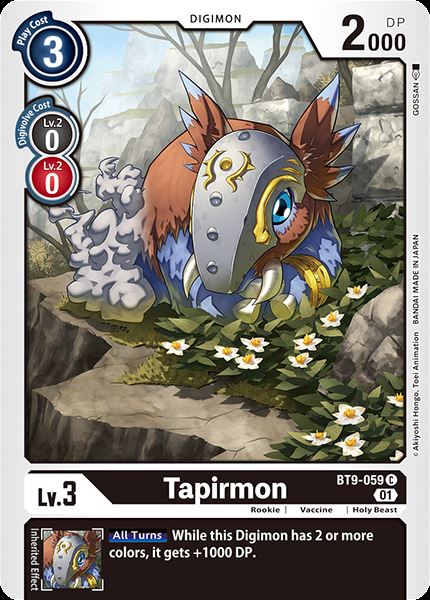 Play Cost
3
DIGIMON
DP
2000
Digivolve Cost
Lv.2
0
Lv.2
0
GOSSAN
© Akiyoshi Hongo, Toei Animation BANDAI MADE IN JAPAN
Lv.3
Tapirmon
BT9-059 C
01
Rookie | Vaccine | Holy Beast
Inherited Effect
All Turns While this Digimon has 2 or more
colors, it gets +1000 DP.